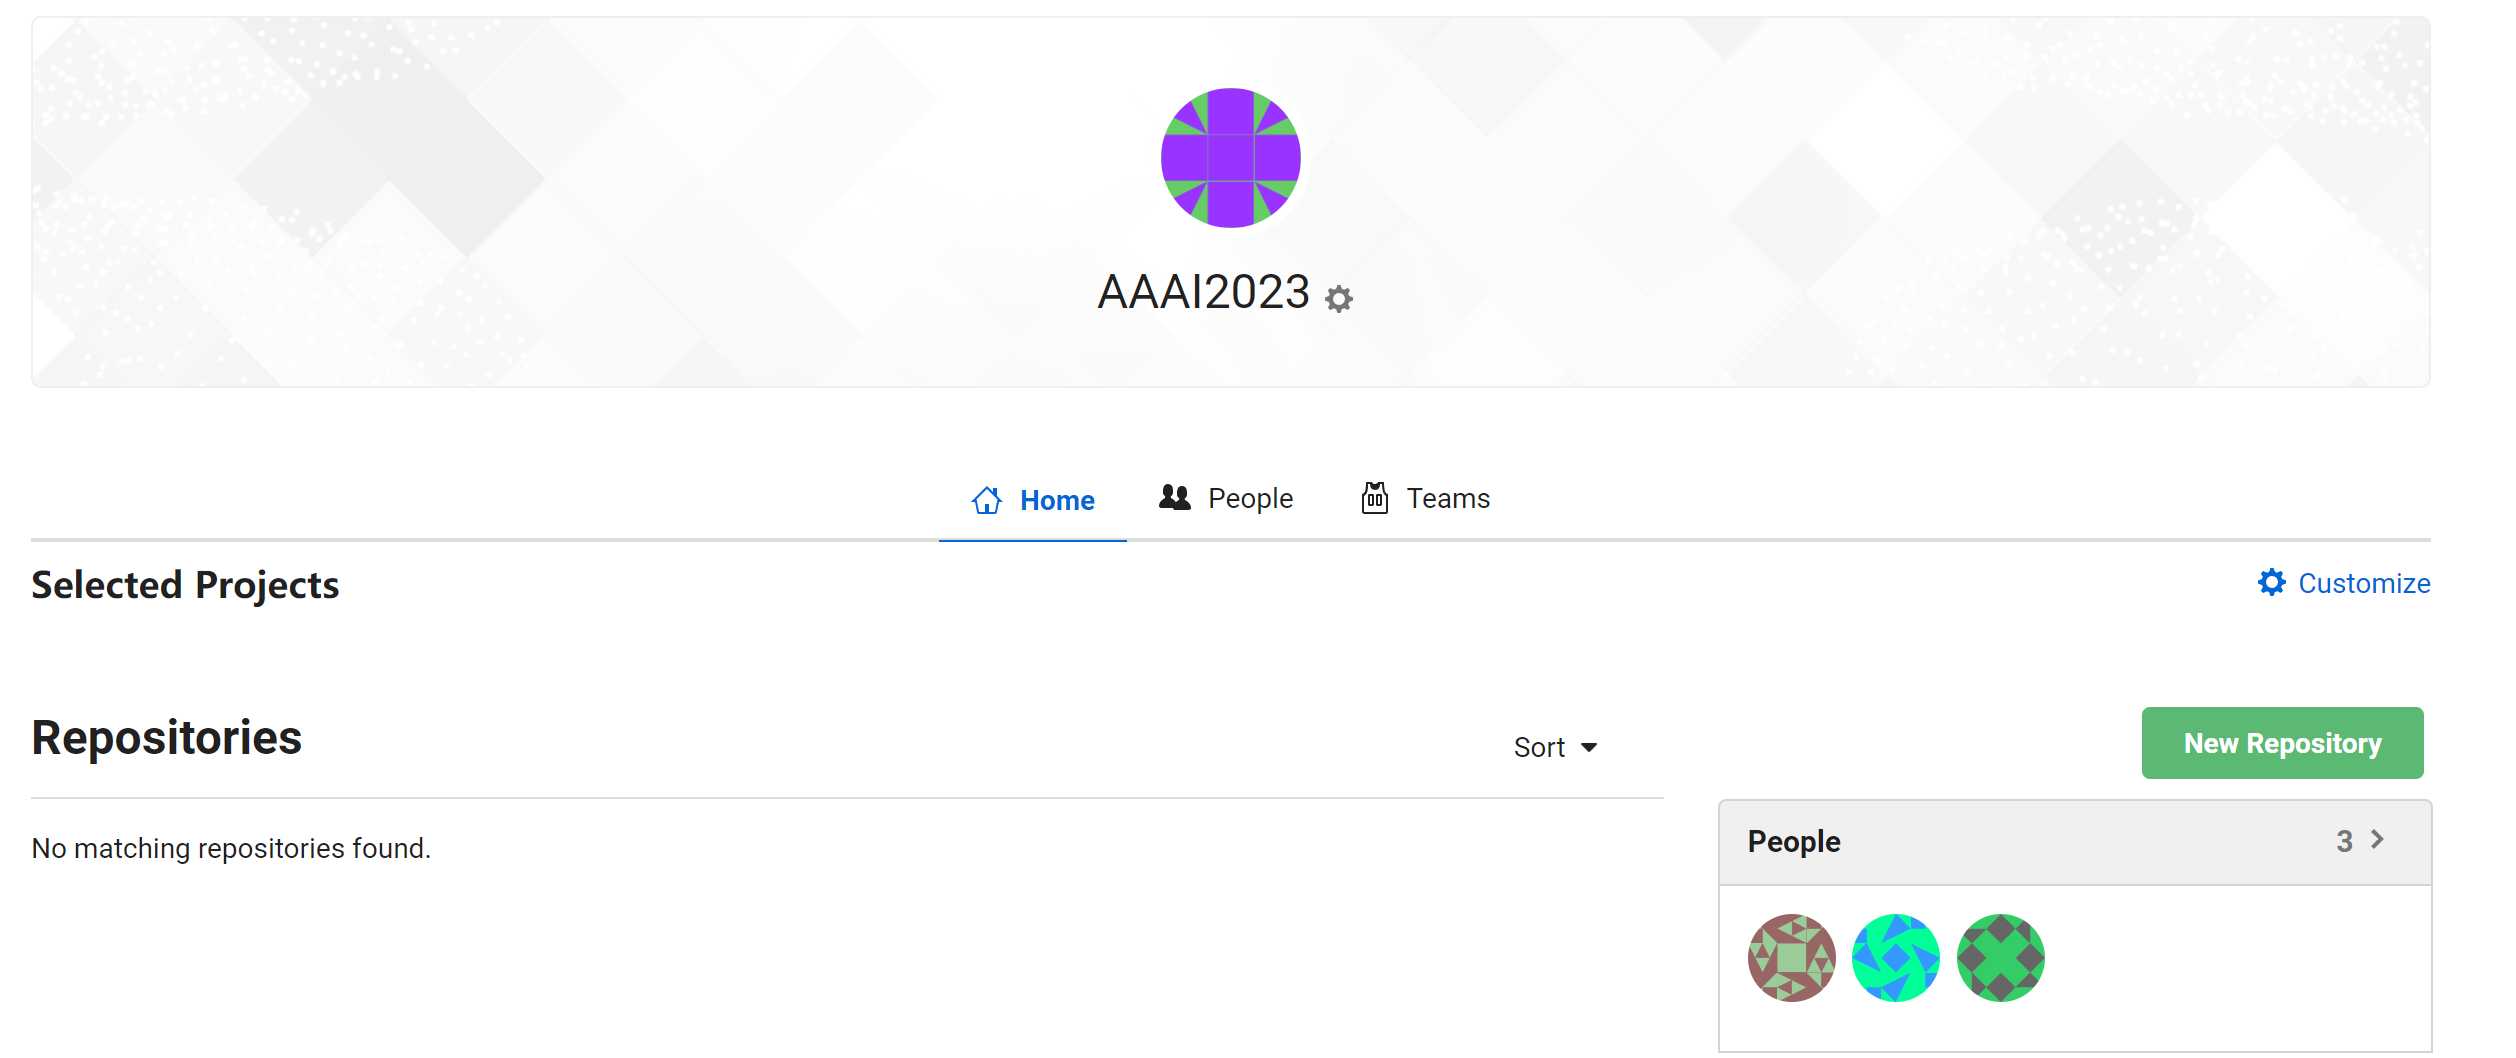 AAAI2023
Home People Teams
Selected Projects
Customize
Repositories
Sort
New Repository
No matching repositories found.
People
3